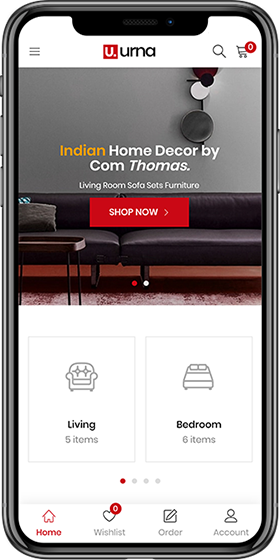 U. urna
0
Indian Home Decor by
Com Thomas.
Living Room Sofa Sets Furniture
SHOP NOW
Living
5 items
Bedroom
6 items
0
Home
Wishlist
Order
Account